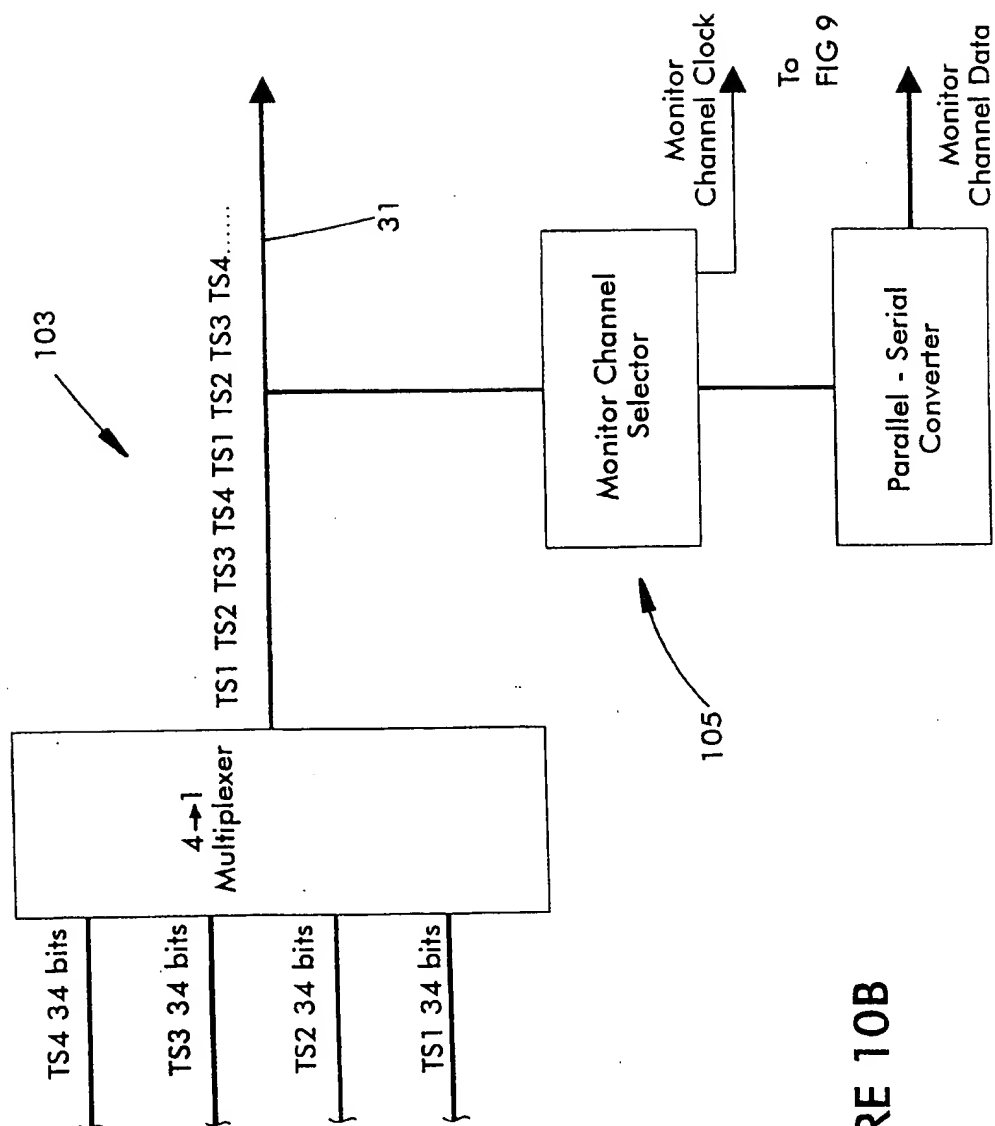 103
TS4 34 bits
TS3 34 bits
TS2 34 bits
TS1 34 bits
4→1
Multiplexer
TS1 TS2 TS3 TS4 TS1 TS2 TS3 TS4......
31
105
Monitor Channel
Selector
Monitor
Channel Clock
To
FIG 9
Parallel - Serial
Converter
Monitor
Channel Data
RE 10B